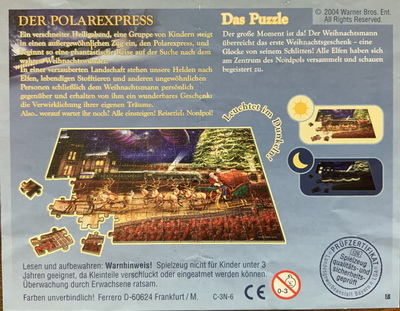 DER POLAREXPRESS
Ein verschneiter Heiligabend, eine Gruppe von Kindern steigt
in einen außergewöhnlichen Zug ein, den Polarexpress, und
beginnt so eine phantastische Reise auf der Suche nach dem
wahren Weihnachtswunder.
In einer verzauberten Landschaft stehen unsere Helden nach
Elfen, lebendigen Stofftieren und anderen ungewöhnlichen
Personen schließlich dem Weihnachtsmann persönlich
gegenüber und erhalten von ihm ein wunderbares Geschenk:
die Verwirklichung ihrer eigenen Träume.
Also.. worauf wartet ihr noch? Alle einsteigen! Reiseziel: Nordpol!
© 2004 Warner Bros. Ent.
All Rights Reserved.
Das Puzzle
Der große Moment ist da! Der Weihnachtsmann
überreicht das erste Weihnachtsgeschenk - eine
Glocke von seinem Schlitten! Alle Elfen haben sich
am Zentrum des Nordpols versammelt und schauen
begeistert zu.
Leuchtet im Dunkeln!
Lesen und aufbewahren: Warnhinweis! Spielzeug nicht für Kinder unter 3
Jahren geeignet, da Kleinteile verschluckt oder eingeatmet werden können.
Überwachung durch Erwachsene ratsam.
Farben unverbindlich! Ferrero D-60624 Frankfurt / M.
C-3N-6
CE
0-3
PRÜFZERTIFIKAT
Spielzeug
qualitäts- und
sicherheits-
geprüft